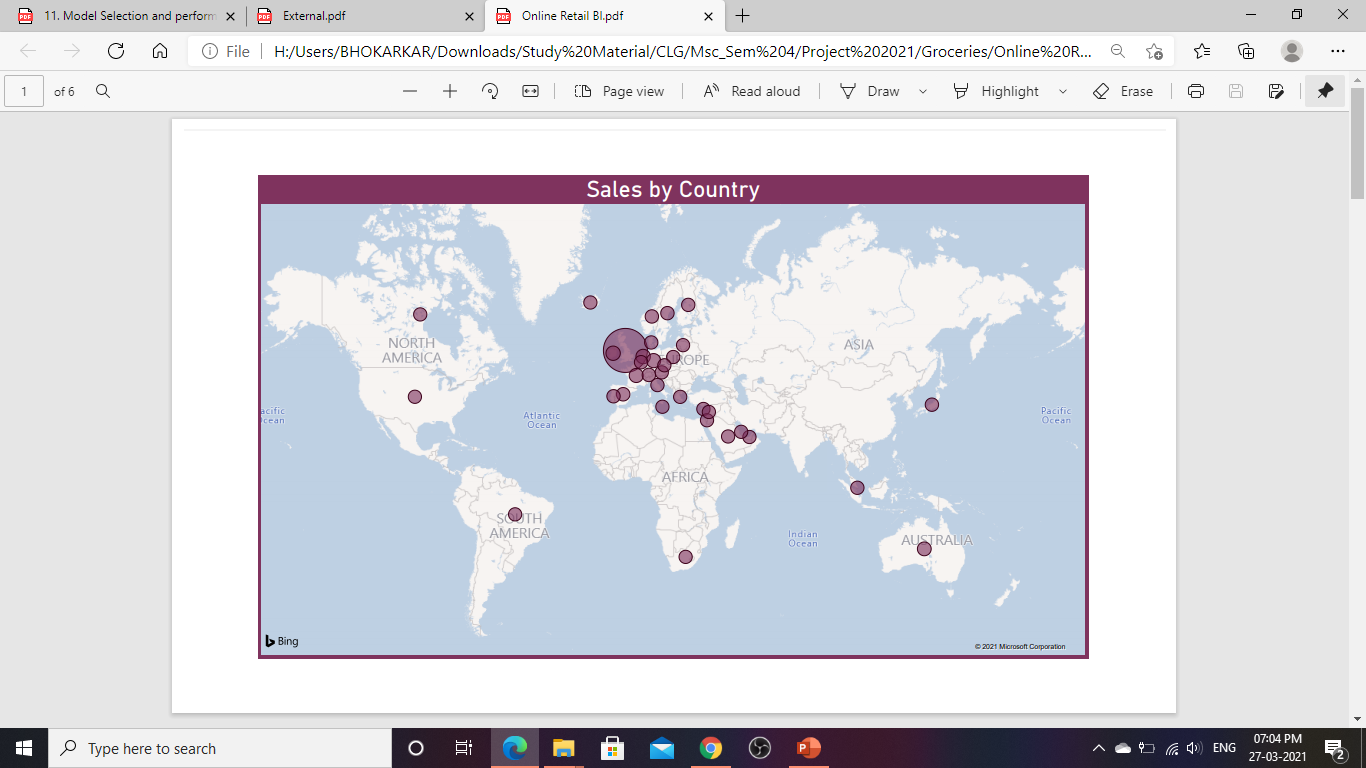 11. Model Selection and perform
External.pdf
Online Retail BI.pdf
File
H:/Users/BHOKARKAR/Downloads/Study%20Material/CLG/Msc_Sem%204/Project%202021/Groceries/Online%20R...
1 of 6
Page view
Read aloud
Draw
Highlight
Erase
Sales by Country
NORTH
AMERICA
ASIA
ROPE
acific
cean
Atlantic
Ocean
Pacific
Ocean
AFRICA
SOUTH
AMERICA
Indian
Ocean
AUSTRALIA
Bing
© 2021 Microsoft Corporation
Type here to search
ENG
07:04 PM
27-03-2021
2